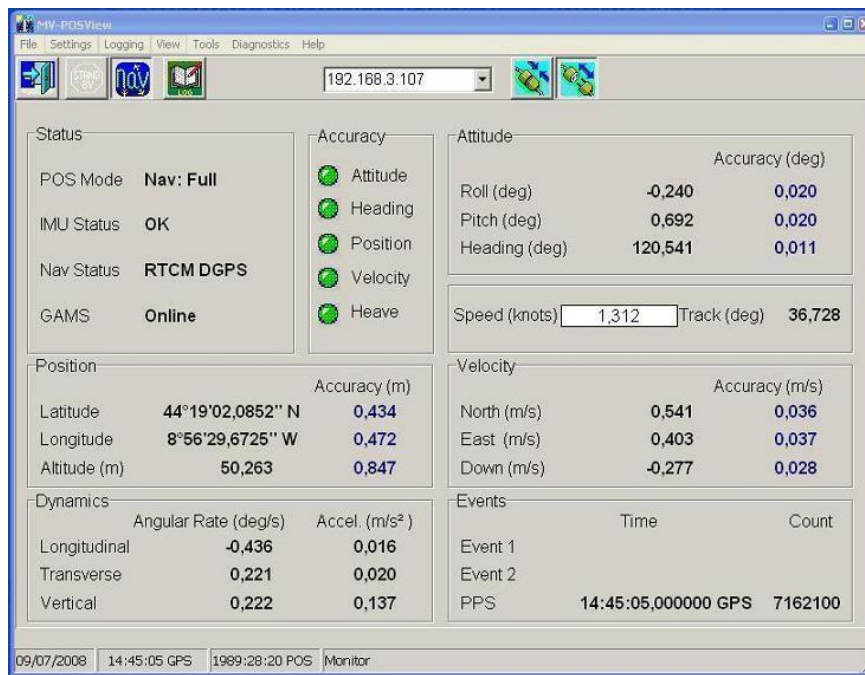 MV-POSView
File Settings Logging View Tools Diagnostics Help
STAND BY nav LOG 192.168.3.107
Status
POS Mode Nav: Full
IMU Status OK
Nav Status RTCM DGPS
GAMS Online
Accuracy
Attitude
Heading
Position
Velocity
Heave
Attitude
Accuracy (deg)
Roll (deg) -0,240 0,020
Pitch (deg) 0,692 0,020
Heading (deg) 120,541 0,011
Speed (knots) 1,312 Track (deg) 36,728
Position
Accuracy (m)
Latitude 44°19'02,0852'' N 0,434
Longitude 8°56'29,6725'' W 0,472
Altitude (m) 50,263 0,847
Velocity
Accuracy (m/s)
North (m/s) 0,541 0,036
East (m/s) 0,403 0,037
Down (m/s) -0,277 0,028
Dynamics
Angular Rate (deg/s) Accel. (m/s²)
Longitudinal -0,436 0,016
Transverse 0,221 0,020
Vertical 0,222 0,137
Events
Time Count
Event 1
Event 2
PPS 14:45:05,000000 GPS 7162100
09/07/2008 14:45:05 GPS 1989:28:20 POS Monitor